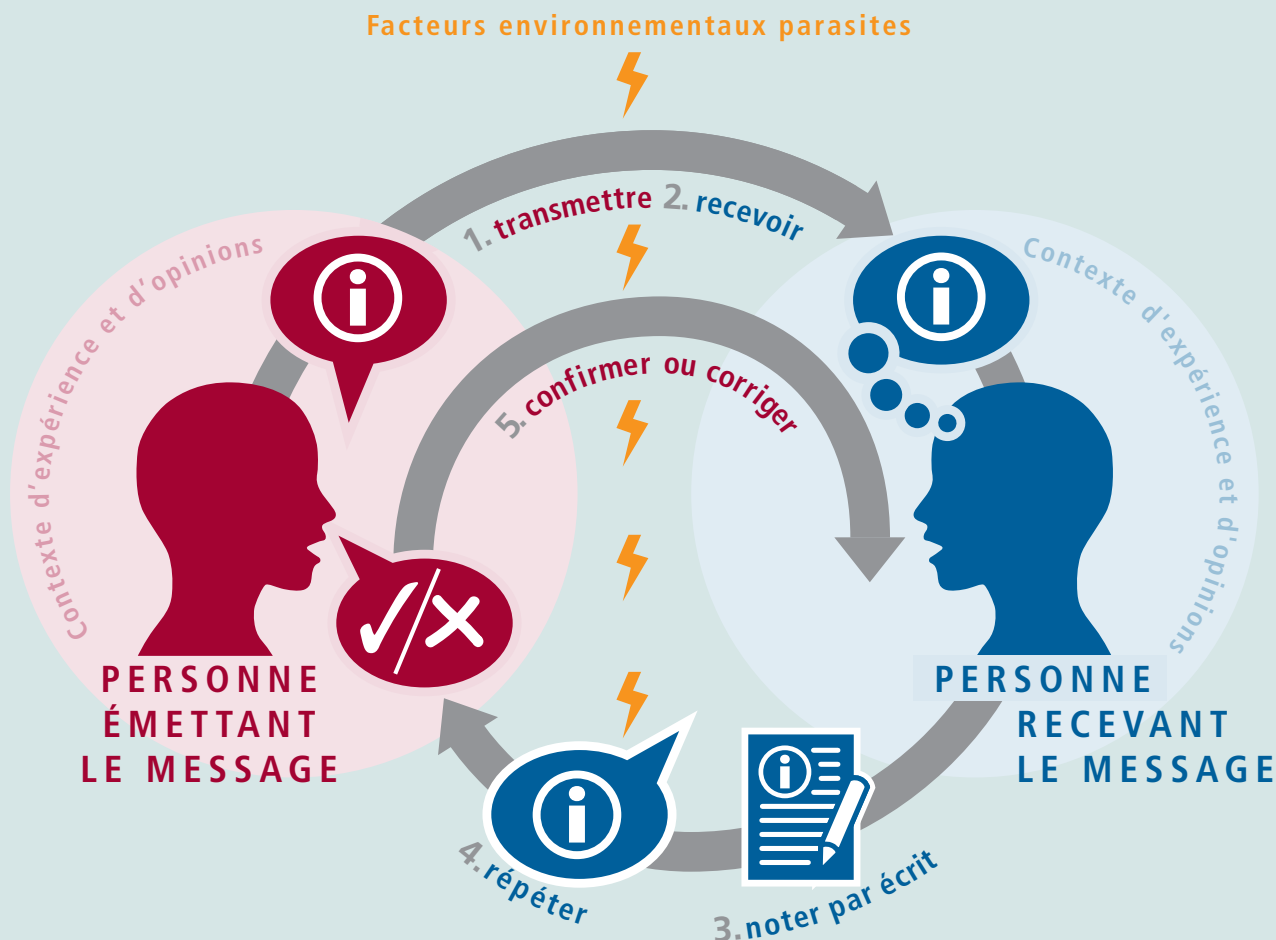 Facteurs environnementaux parasites
1. transmettre 2. recevoir
Contexte d'expérience et d'opinions
Contexte d'expérience et d'opinions
5. confirmer ou corriger
PERSONNE
ÉMETTANT
LE MESSAGE
PERSONNE
RECEVANT
LE MESSAGE
4. répéter
3. noter par écrit